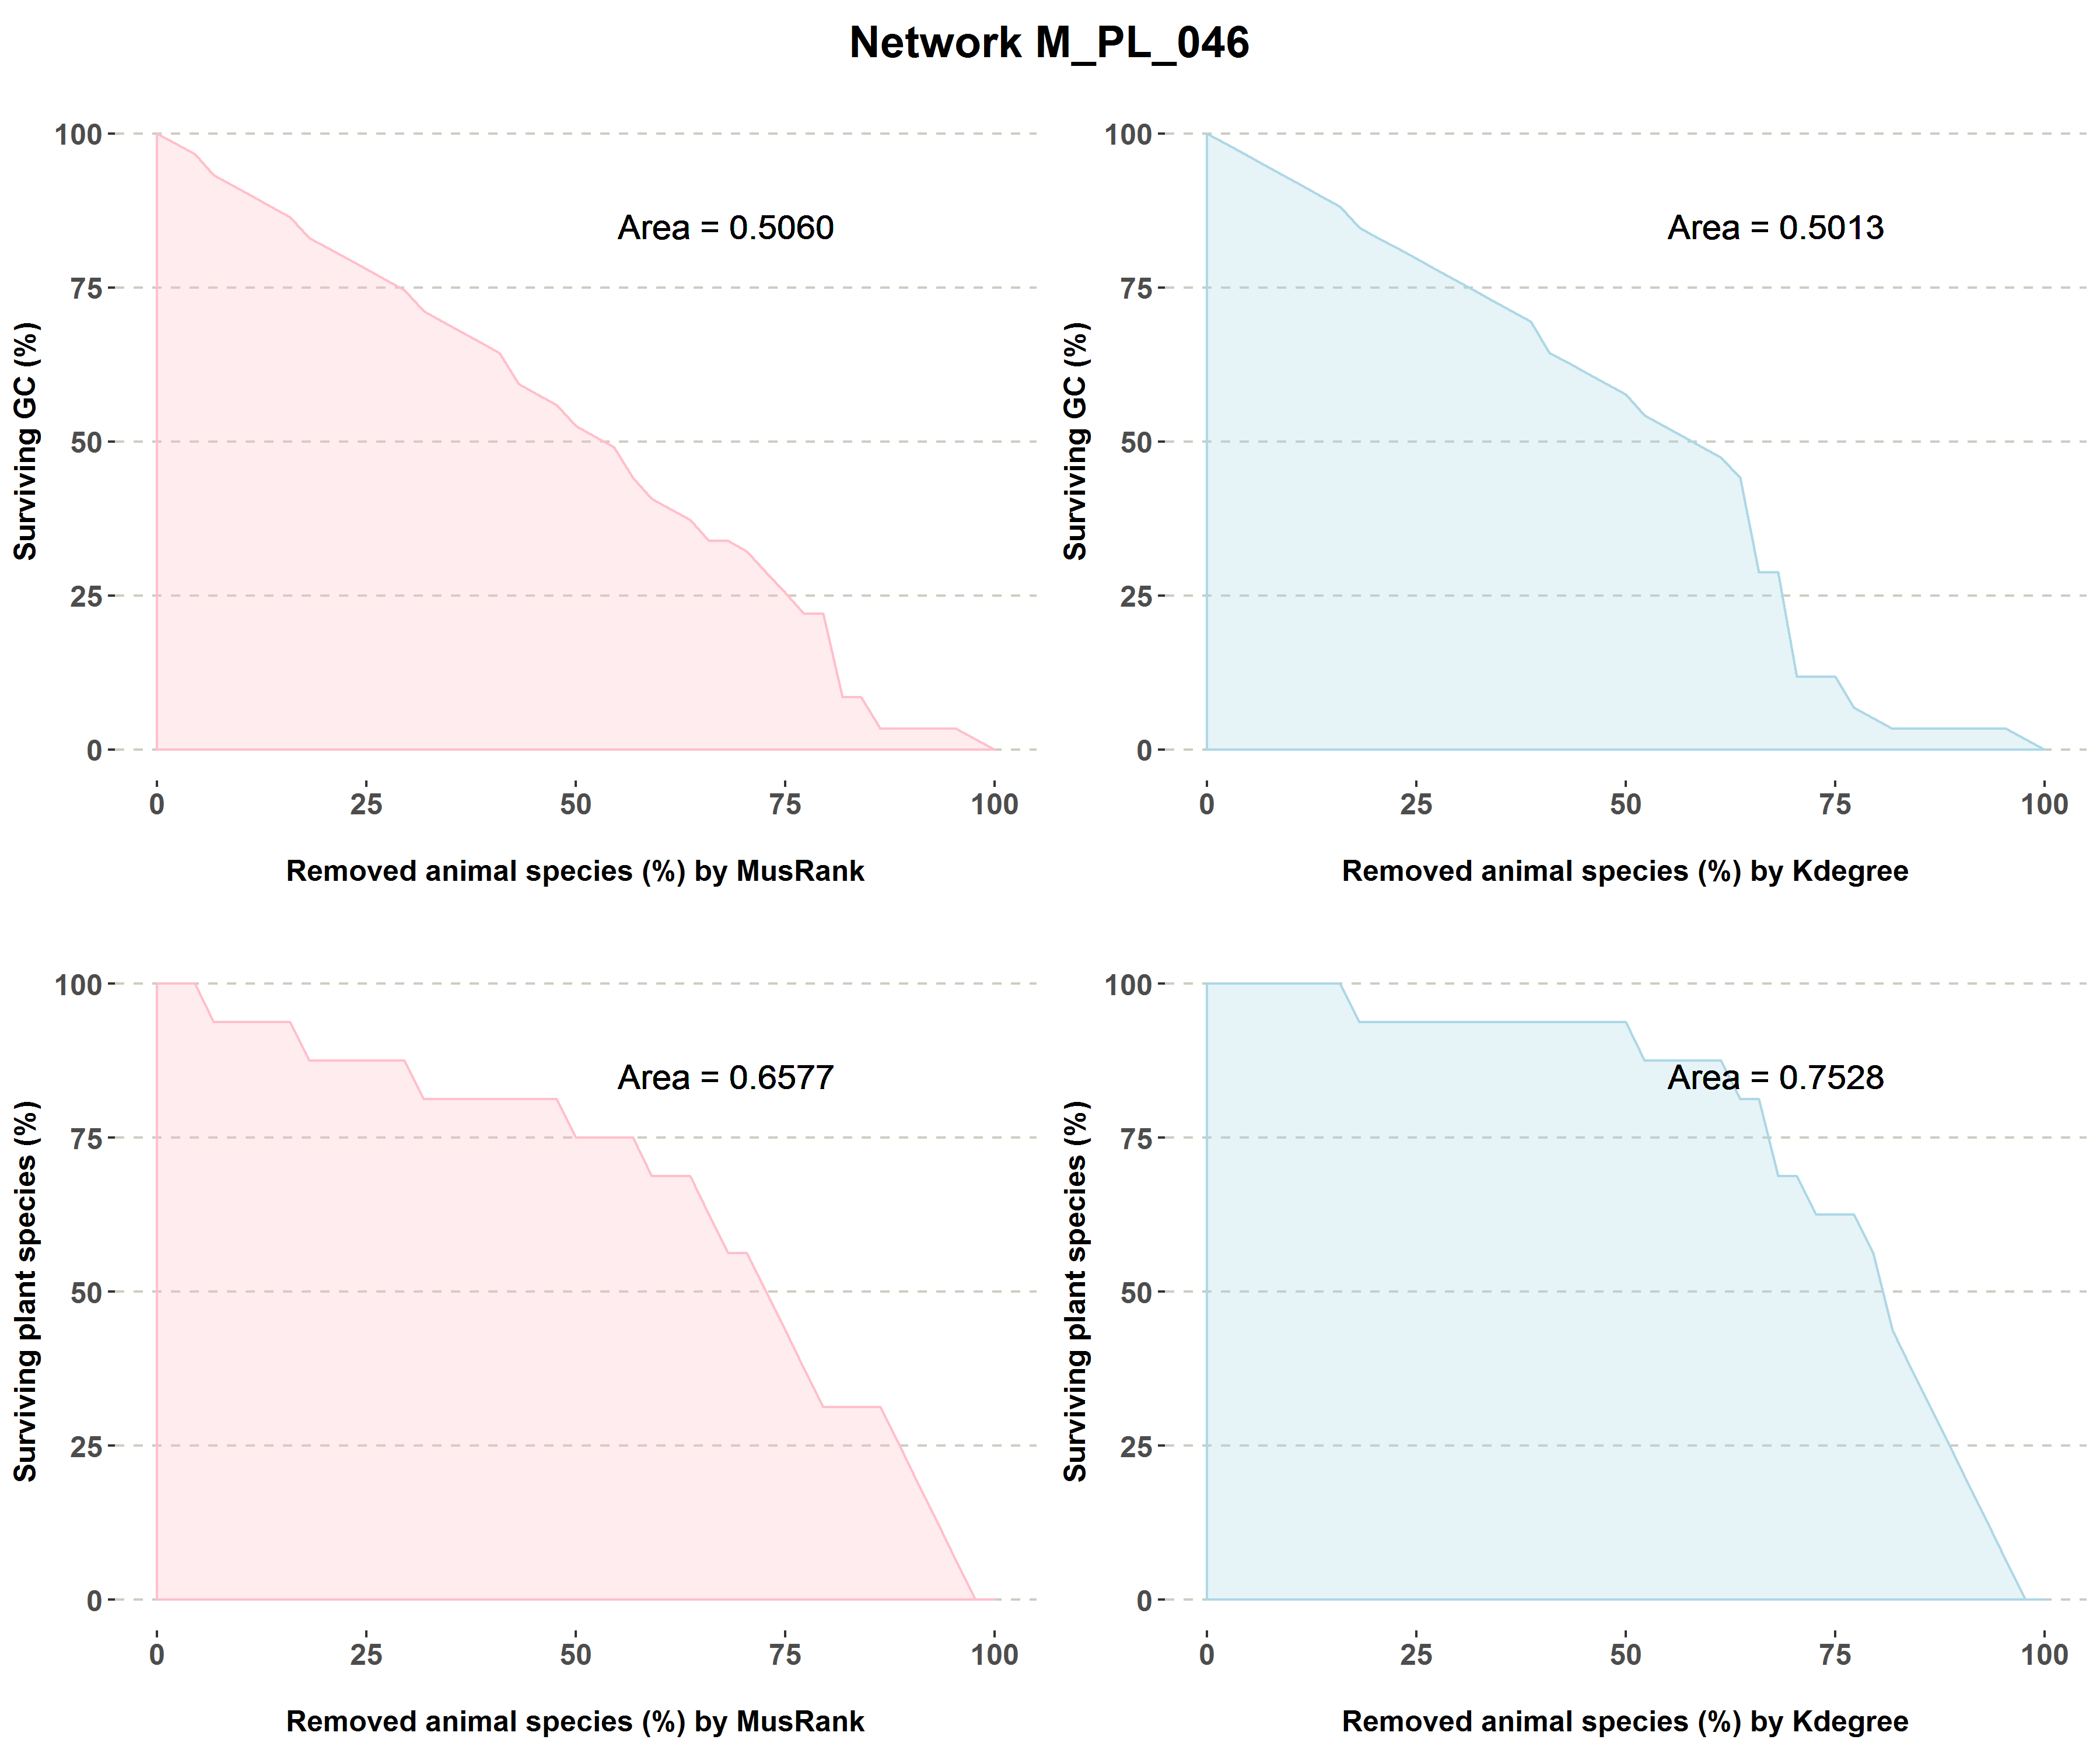 Network M_PL_046
100
75
50
25
0
Surviving GC (%)
Area = 0.5060
0 25 50 75 100
Removed animal species (%) by MusRank
100
75
50
25
0
Surviving GC (%)
Area = 0.5013
0 25 50 75 100
Removed animal species (%) by Kdegree
100
75
50
25
0
Surviving plant species (%)
Area = 0.6577
0 25 50 75 100
Removed animal species (%) by MusRank
100
75
50
25
0
Surviving plant species (%)
Area = 0.7528
0 25 50 75 100
Removed animal species (%) by Kdegree